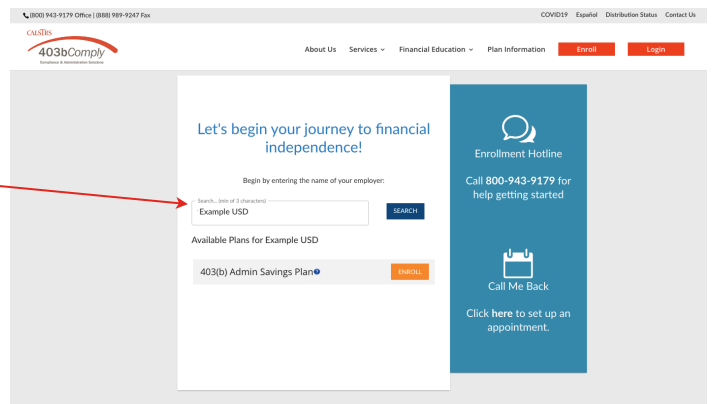 (800) 943-9179 Office | (888) 989-9247 Fax
COVID19 Español Distribution Status Contact Us
CALSTRS
403bComply
Compliance & Administration Solutions
About Us Services Financial Education Plan Information Enroll Login
Let's begin your journey to financial
independence!
Begin by entering the name of your employer:
Search... (min of 3 characters)
Example USD
SEARCH
Available Plans for Example USD
403(b) Admin Savings Plan
ENROLL
Enrollment Hotline
Call 800-943-9179 for
help getting started
Call Me Back
Click here to set up an
appointment.